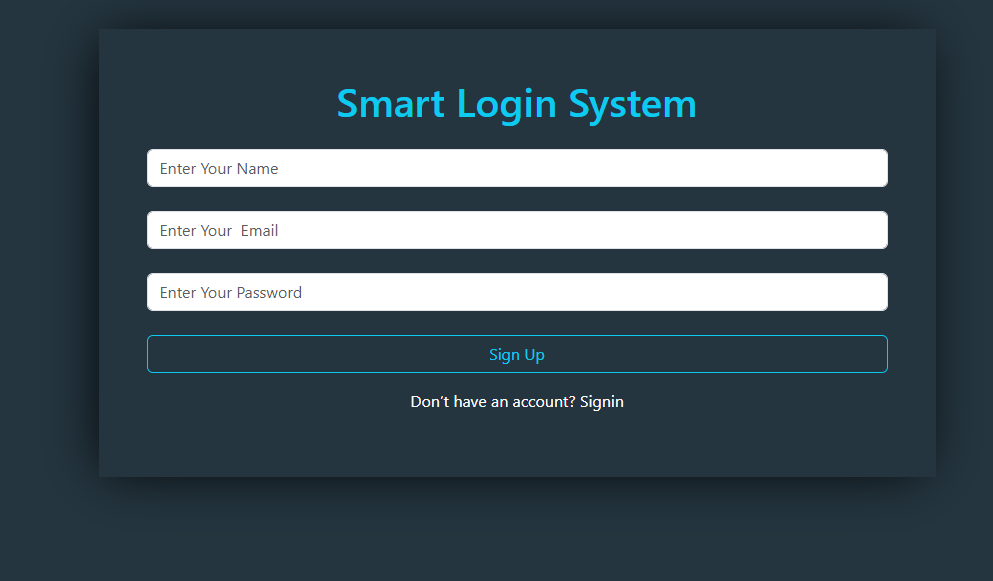 Smart Login System
Enter Your Name
Enter Your  Email
Enter Your Password
Sign Up
Don’t have an account? Signin